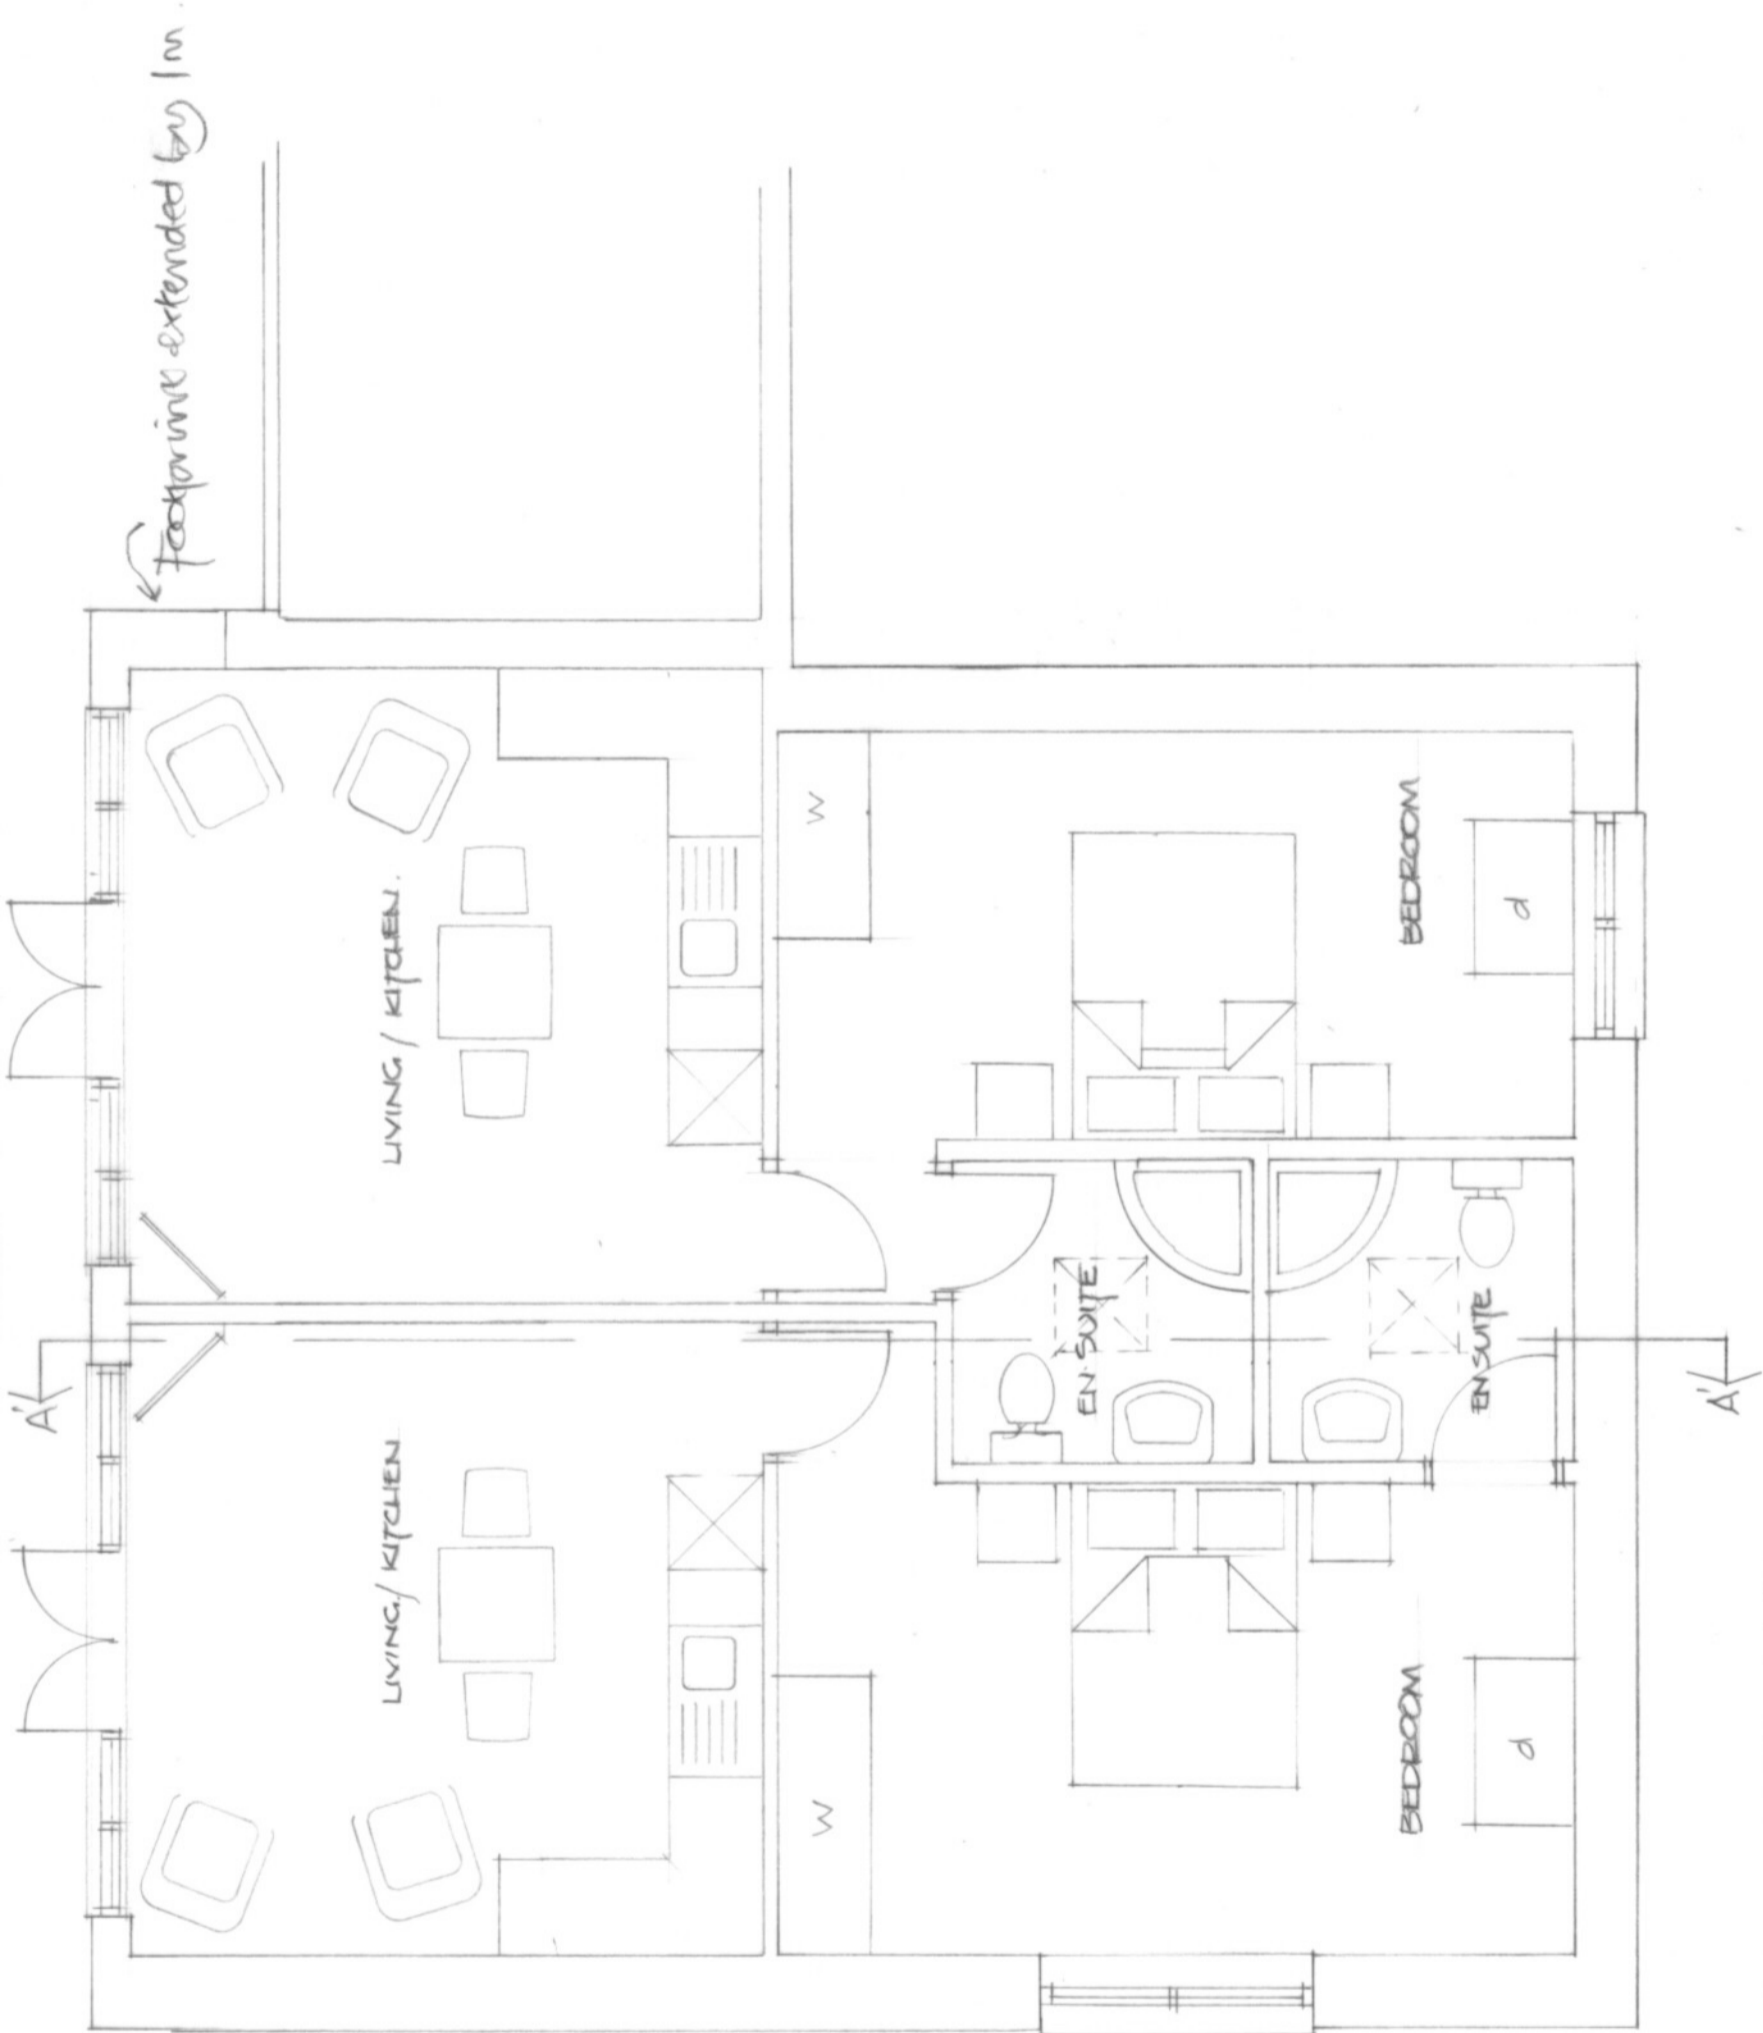 Footprint extended by 1m
A'
A'
LIVING / KITCHEN
LIVING / KITCHEN.
W
W
EN SUITE
EN SUITE
BEDROOM
BEDROOM
d
d